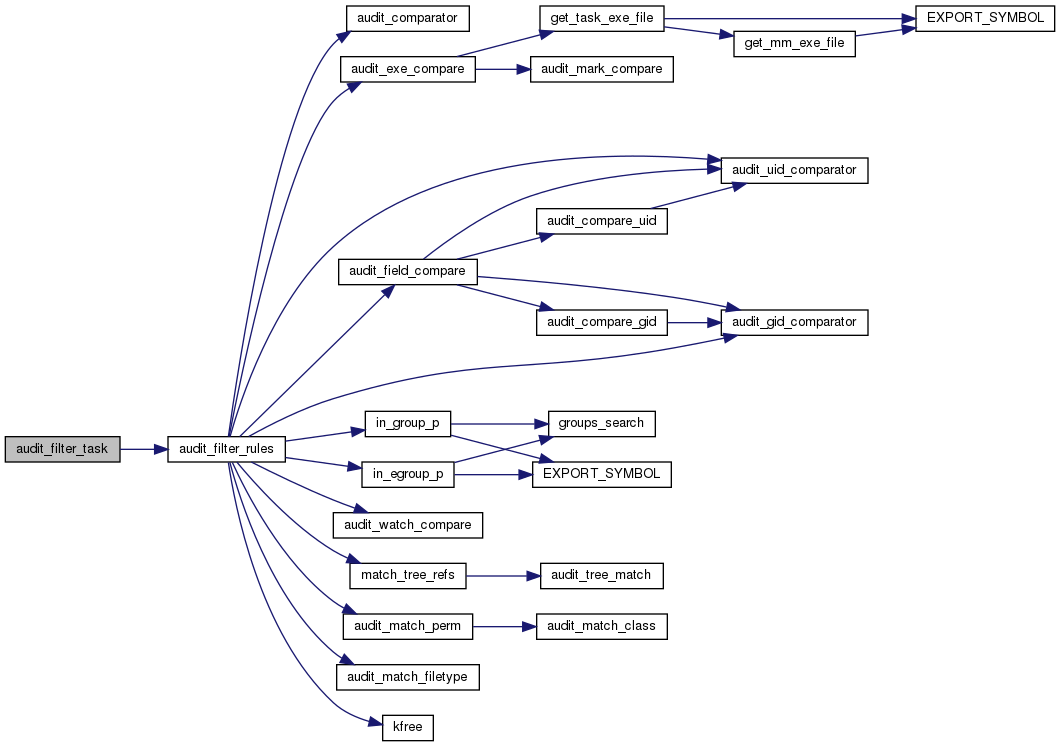 audit_comparator
get_task_exe_file
EXPORT_SYMBOL
get_mm_exe_file
audit_exe_compare
audit_mark_compare
audit_uid_comparator
audit_compare_uid
audit_field_compare
audit_compare_gid
audit_gid_comparator
in_group_p
groups_search
audit_filter_task
audit_filter_rules
in_egroup_p
EXPORT_SYMBOL
audit_watch_compare
match_tree_refs
audit_tree_match
audit_match_perm
audit_match_class
audit_match_filetype
kfree